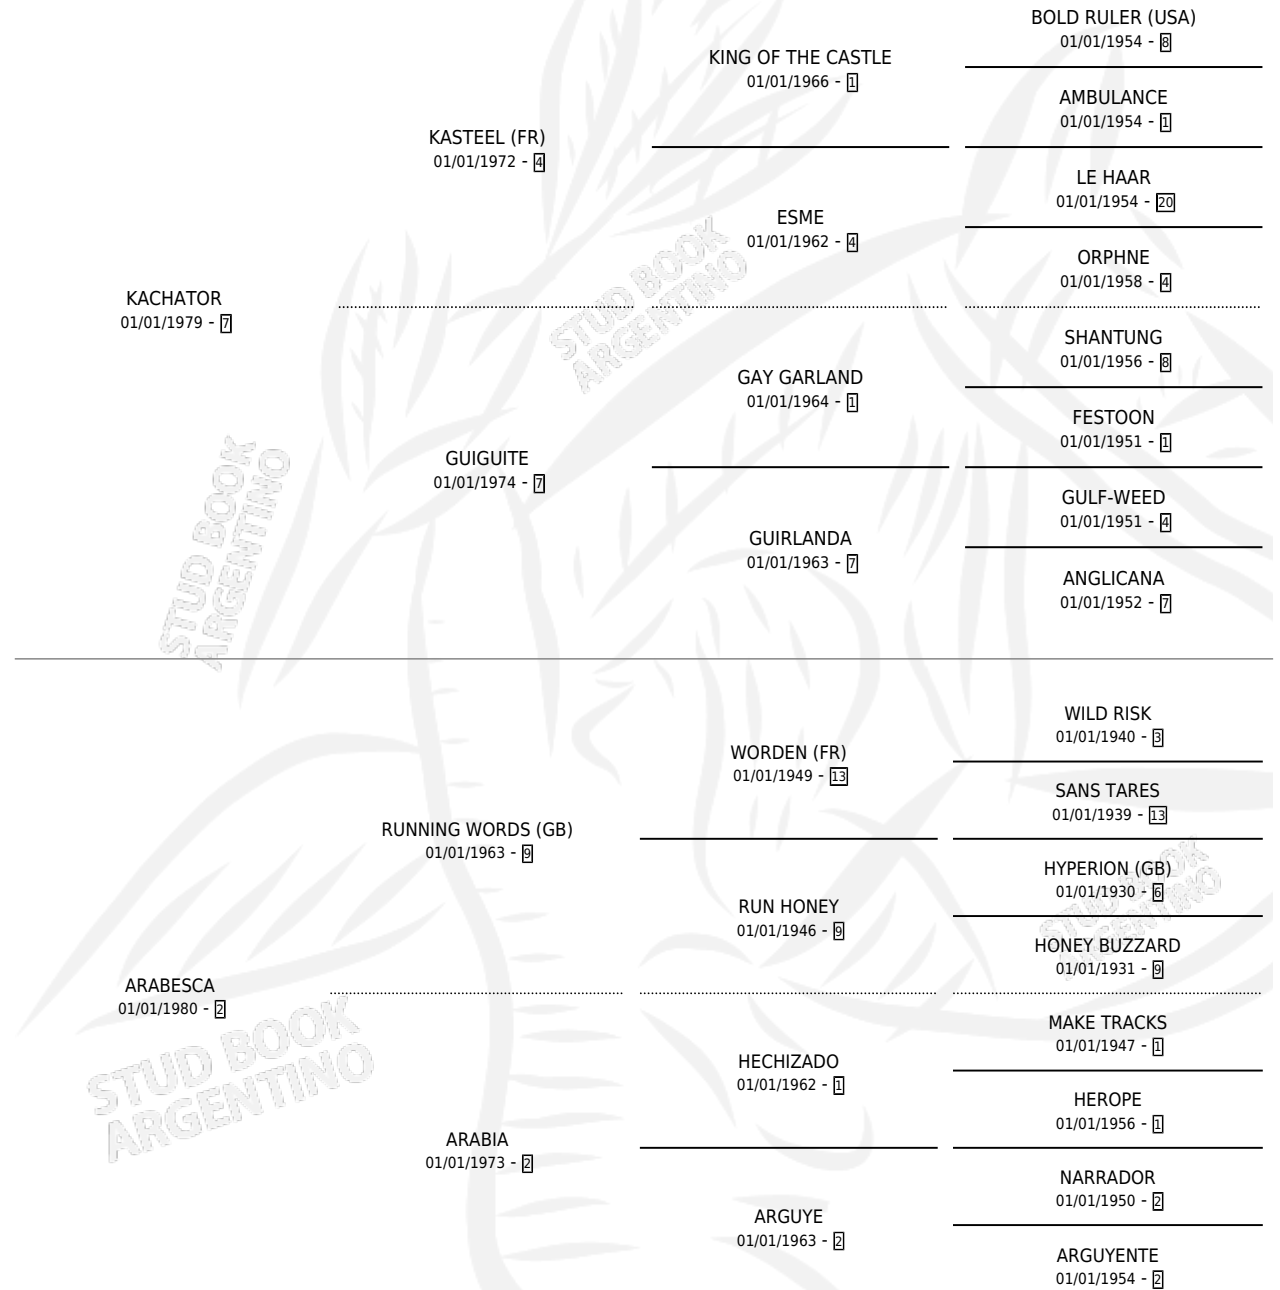 BOLD RULER (USA)
01/01/1954 - 8
KING OF THE CASTLE
01/01/1966 - 1
AMBULANCE
01/01/1954 - 1
KASTEEL (FR)
01/01/1972 - 4
LE HAAR
01/01/1954 - 20
ESME
01/01/1962 - 4
ORPHNE
01/01/1958 - 4
KACHATOR
01/01/1979 - 7
SHANTUNG
01/01/1956 - 8
GAY GARLAND
01/01/1964 - 1
FESTOON
01/01/1951 - 1
GUIGUITE
01/01/1974 - 7
GULF-WEED
01/01/1951 - 4
GUIRLANDA
01/01/1963 - 7
ANGLICANA
01/01/1952 - 7
STUD BOOK
ARGENTINO
STUD BOOK
ARGENTINO
WILD RISK
01/01/1940 - 3
WORDEN (FR)
01/01/1949 - 13
SANS TARES
01/01/1939 - 13
RUNNING WORDS (GB)
01/01/1963 - 9
HYPERION (GB)
01/01/1930 - 6
RUN HONEY
01/01/1946 - 9
HONEY BUZZARD
01/01/1931 - 9
ARABESCA
01/01/1980 - 2
MAKE TRACKS
01/01/1947 - 1
HECHIZADO
01/01/1962 - 1
HEROPE
01/01/1956 - 1
ARABIA
01/01/1973 - 2
NARRADOR
01/01/1950 - 2
ARGUYE
01/01/1963 - 2
ARGUYENTE
01/01/1954 - 2
STUD BOOK
ARGENTINO
STUD BOOK
ARGENTINO